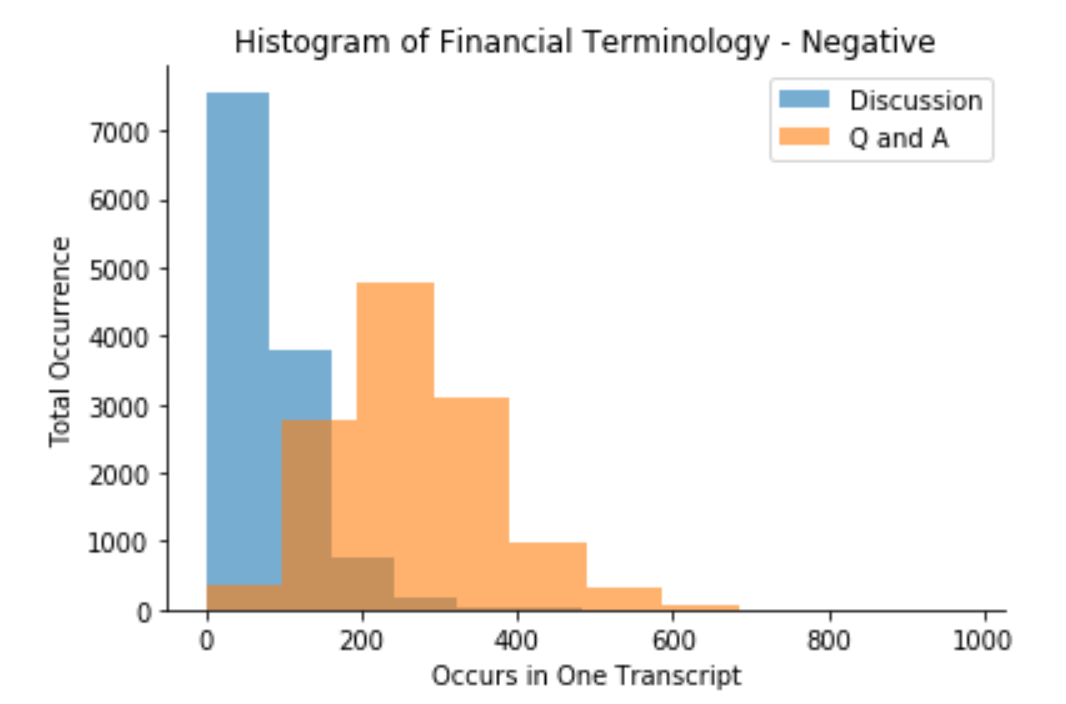 Histogram of Financial Terminology - Negative
Discussion
Q and A
Total Occurrence
7000
6000
5000
4000
3000
2000
1000
0
0 200 400 600 800 1000
Occurs in One Transcript